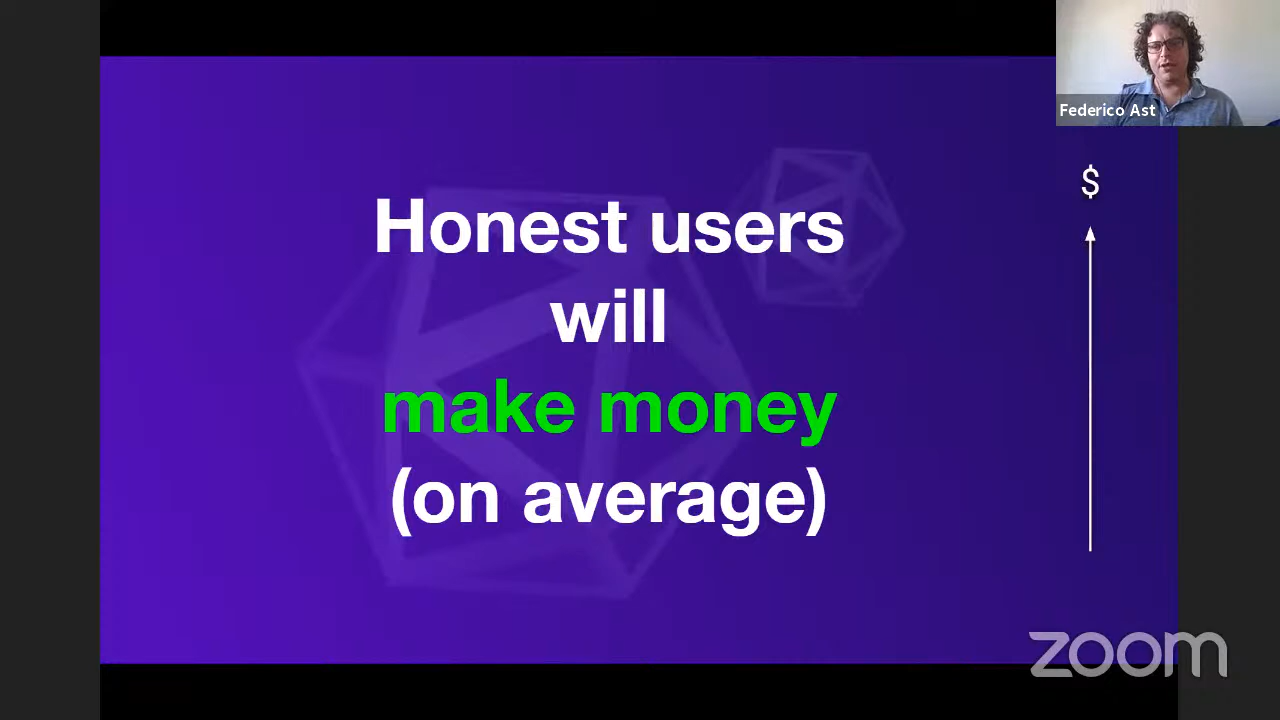 Federico Ast
$
Honest users
will
make money
(on average)
zoom